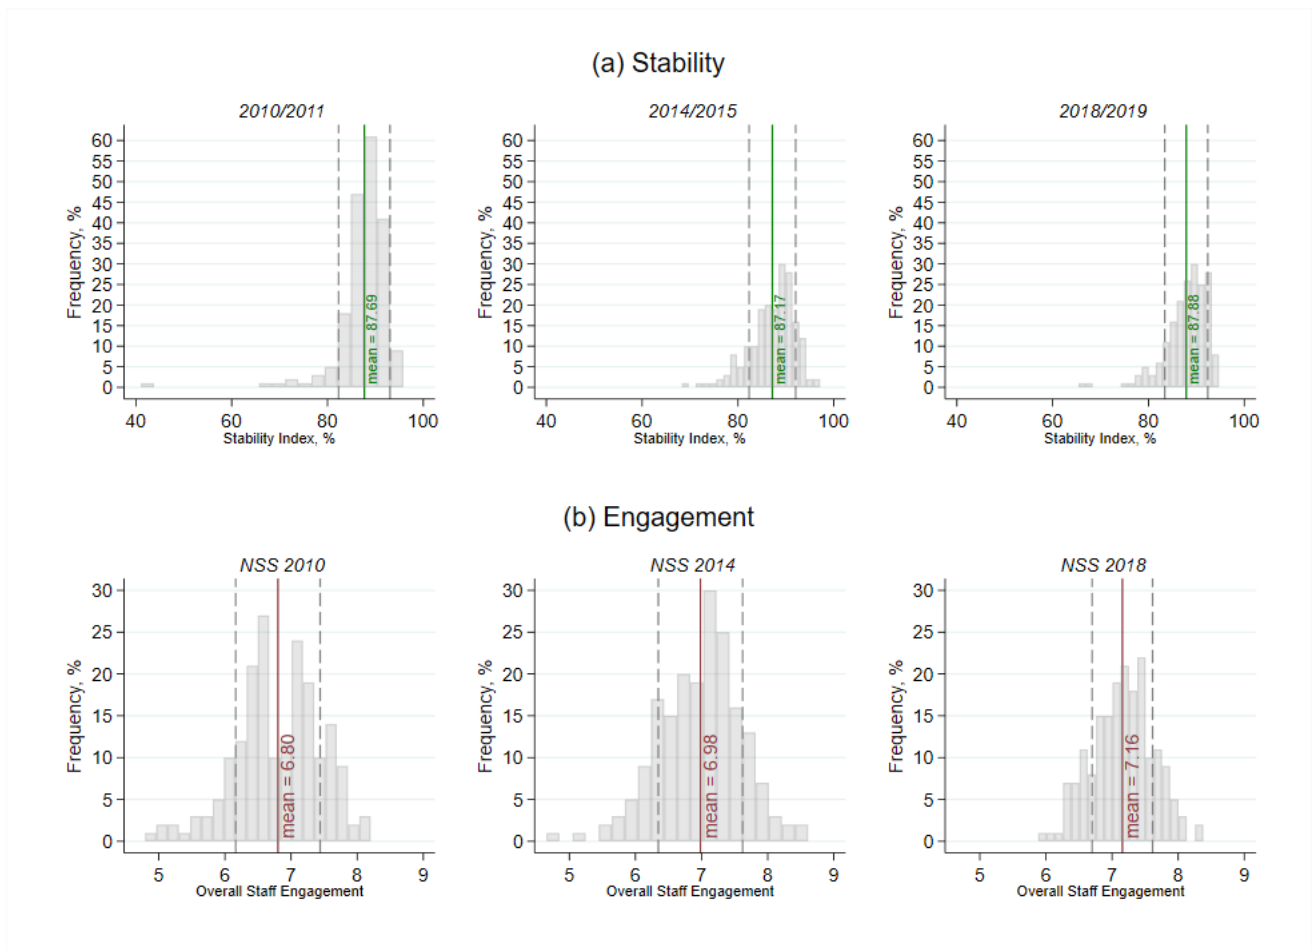 (a) Stability
2010/2011
2014/2015
2018/2019
Frequency, %
60
55
50
45
40
35
30
25
20
15
10
5
0
mean = 87.69
40 60 80 100
Stability Index, %
Frequency, %
60
55
50
45
40
35
30
25
20
15
10
5
0
mean = 87.17
40 60 80 100
Stability Index, %
Frequency, %
60
55
50
45
40
35
30
25
20
15
10
5
0
mean = 87.88
40 60 80 100
Stability Index, %
(b) Engagement
NSS 2010
NSS 2014
NSS 2018
Frequency, %
30
25
20
15
10
5
0
mean = 6.80
5 6 7 8 9
Overall Staff Engagement
Frequency, %
30
25
20
15
10
5
0
mean = 6.98
5 6 7 8 9
Overall Staff Engagement
Frequency, %
30
25
20
15
10
5
0
mean = 7.16
5 6 7 8 9
Overall Staff Engagement